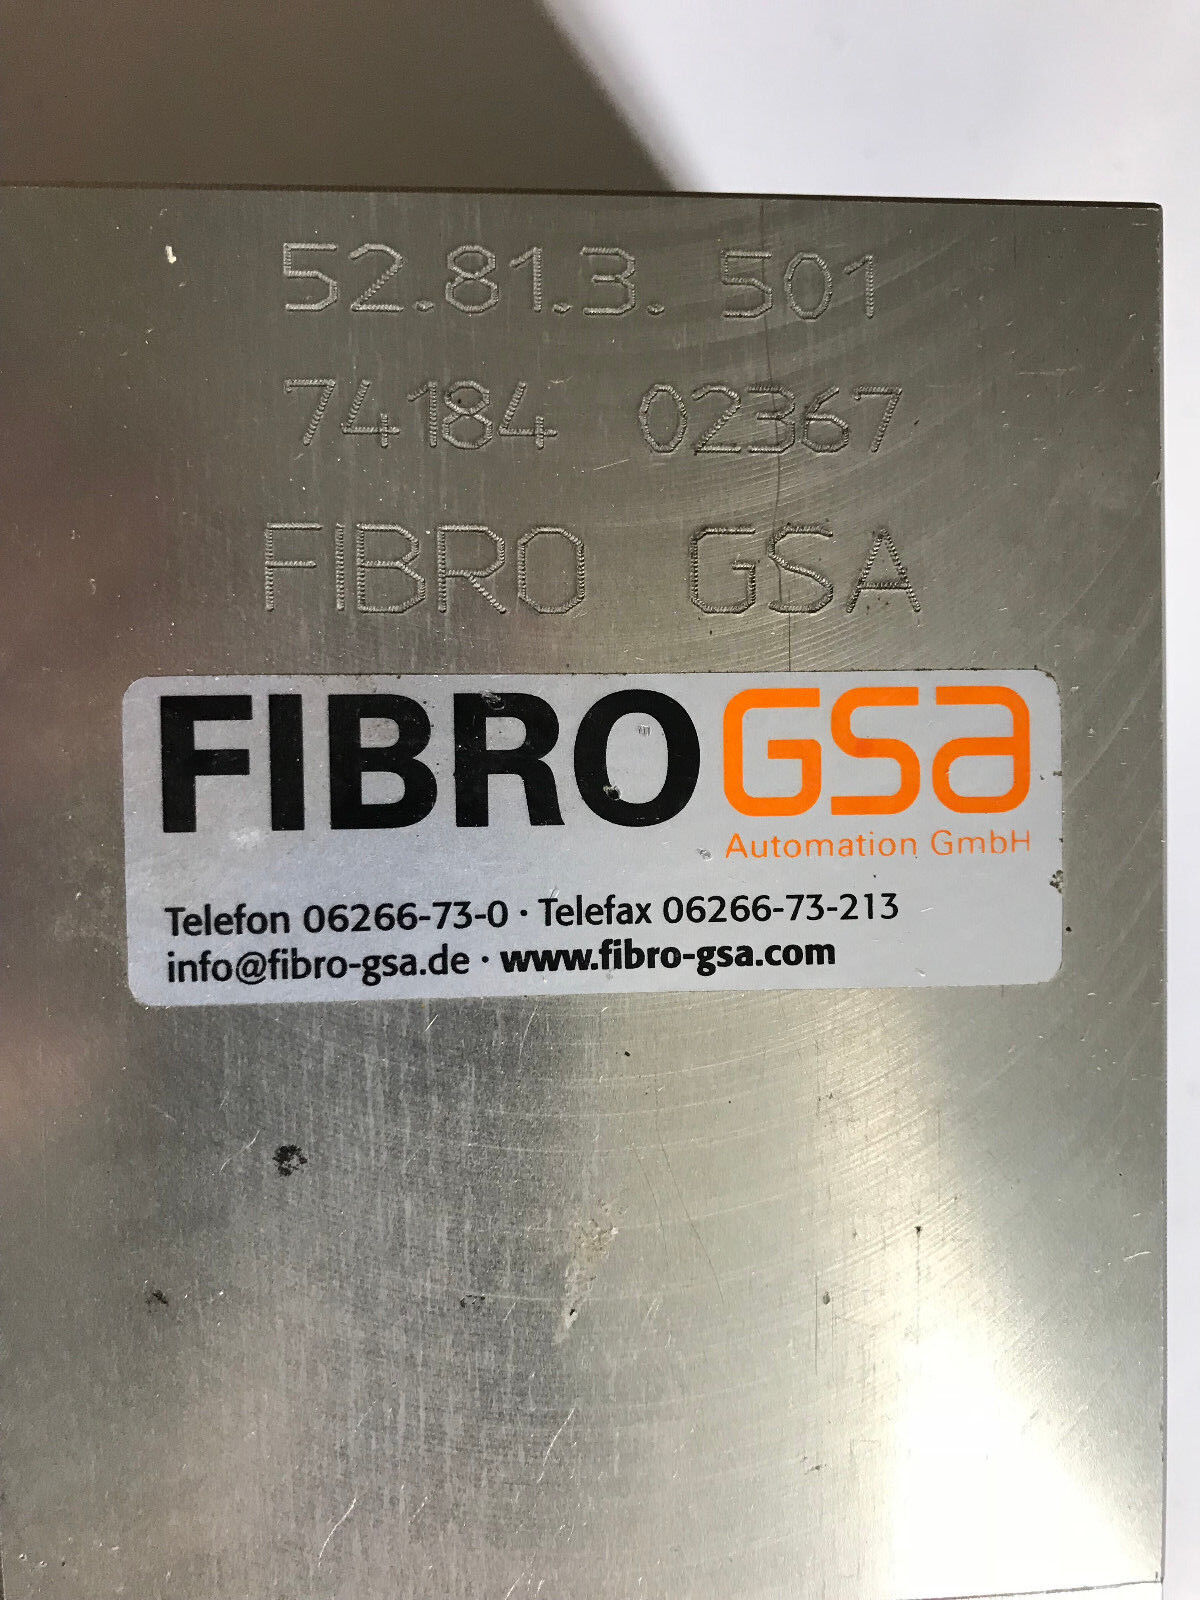 52.81.3. 501
74184 02367
FIBRO GSA
FIBRO GSa
Automation GmbH
Telefon 06266-73-0 · Telefax 06266-73-213
info@fibro-gsa.de · www.fibro-gsa.com